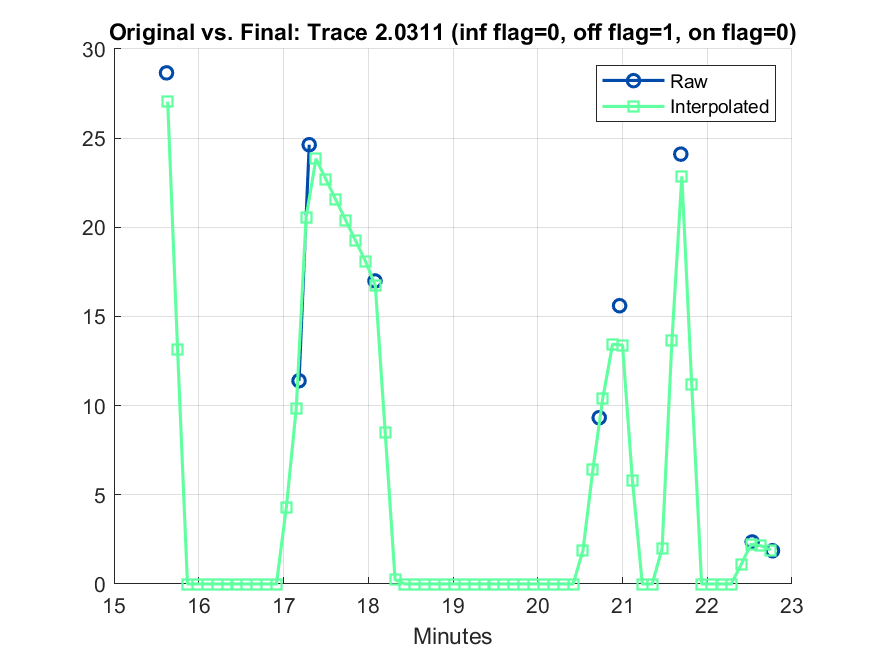 Original vs. Final: Trace 2.0311 (inf flag=0, off flag=1, on flag=0)
30
25
20
15
10
5
0
Raw
Interpolated
15 16 17 18 19 20 21 22 23
Minutes